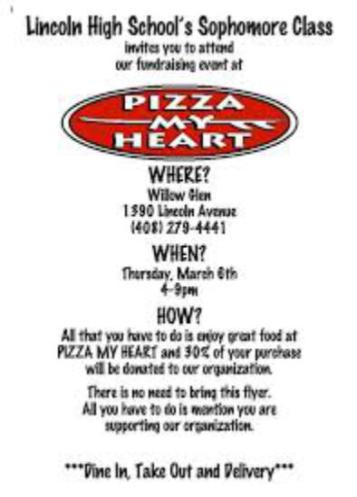 Lincoln High School's Sophomore Class
invites you to attend
our fundraising event at
PIZZA
MY
HEART
WHERE?
Willow Glen
1390 Lincoln Avenue
(408) 279-4441
WHEN?
Thursday, March 6th
4-9pm
HOW?
All that you have to do is enjoy great food at
PIZZA MY HEART and 30% of your purchase
will be donated to our organization.
There is no need to bring this flyer.
All you have to do is mention you are
supporting our organization.
***Dine In, Take Out and Delivery***